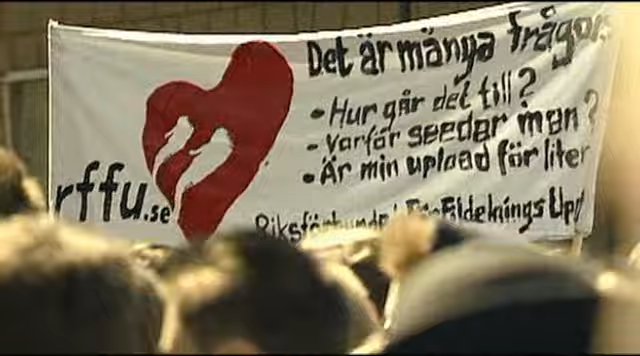 Det är många frågor
- Hur går det till?
- Varför seedar man?
- Är min upload för liten
rffu.se
Riksförbundet för Fildelnings Upp